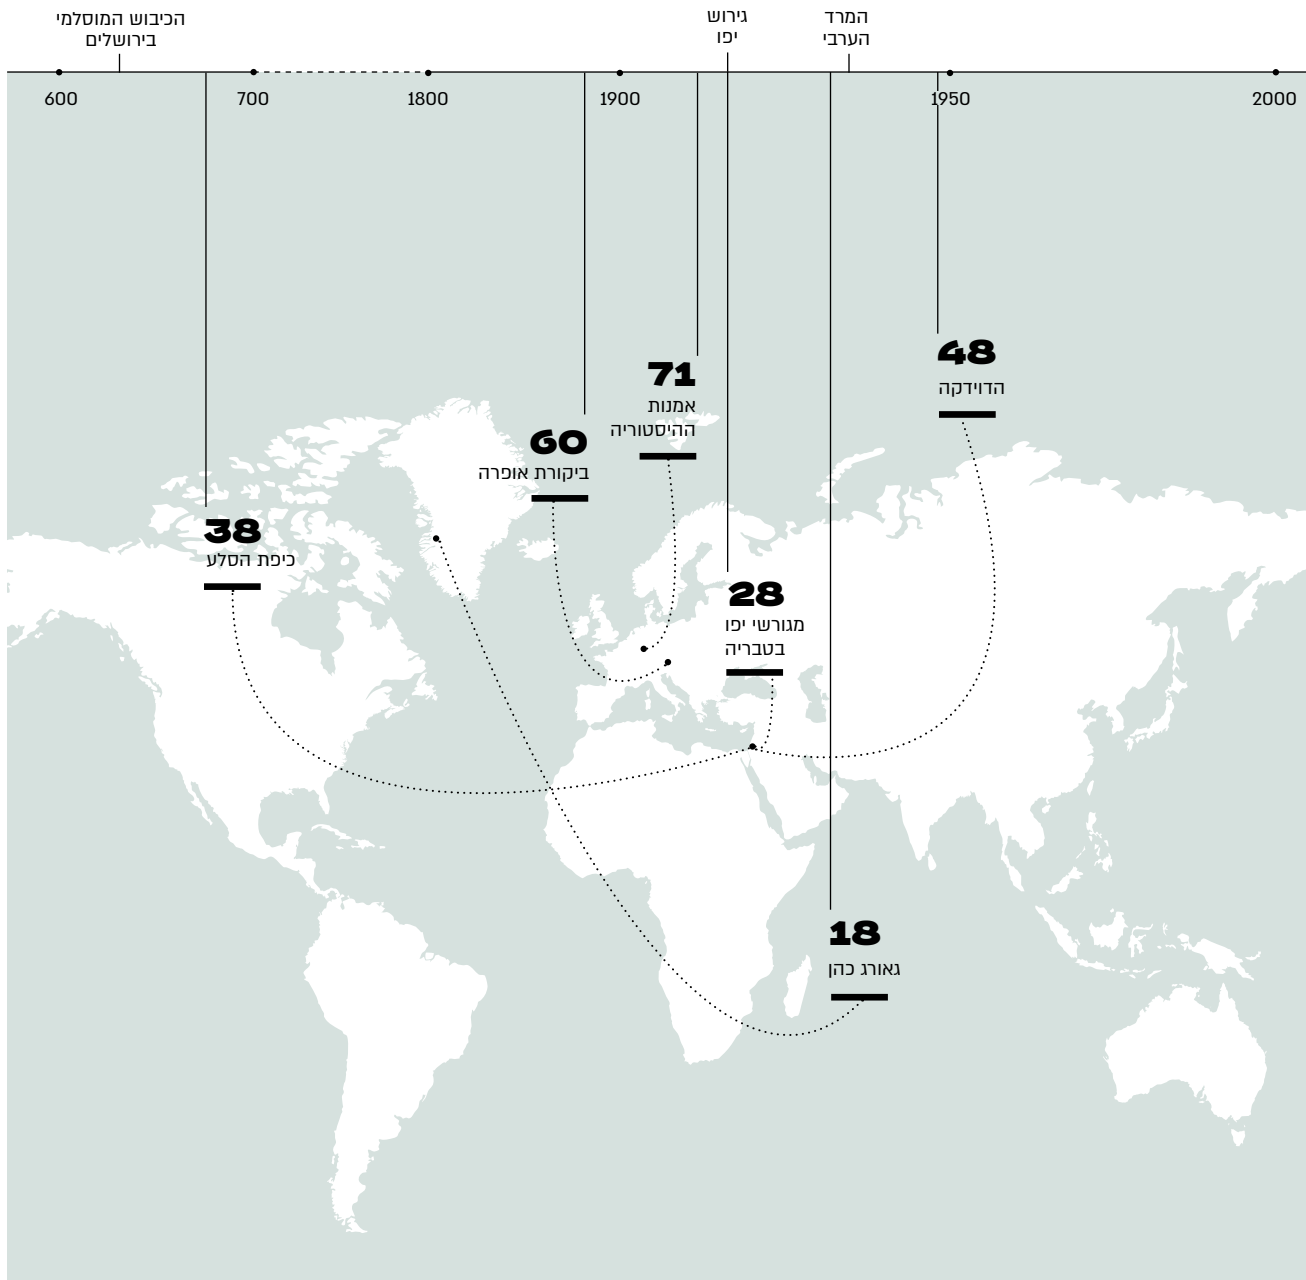 הכיבוש המוסלמי
בירושלים
גירוש
יפו
המרד
הערבי
600
700
1800
1900
1950
2000
48
הדוידקה
71
אמנות
ההיסטוריה
60
ביקורת אופרה
38
כיפת הסלע
28
מגורשי יפו
בטבריה
18
גאורג כהן